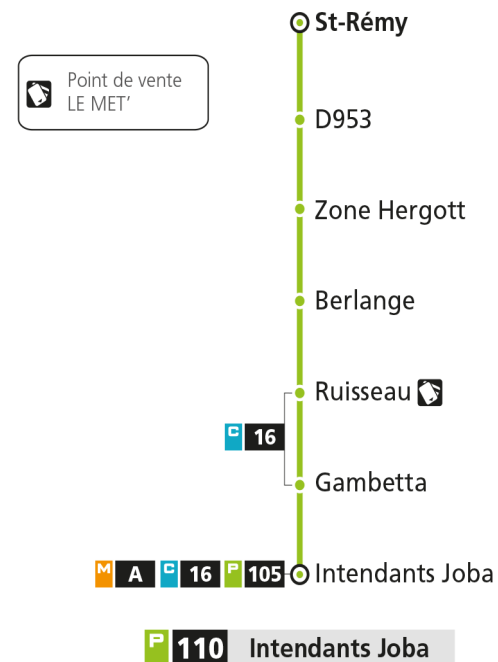 St-Rémy
Point de vente
LE MET'
D953
Zone Hergott
Berlange
Ruisseau
C 16
Gambetta
M A C 16 P 105 Intendants Joba
P 110 Intendants Joba